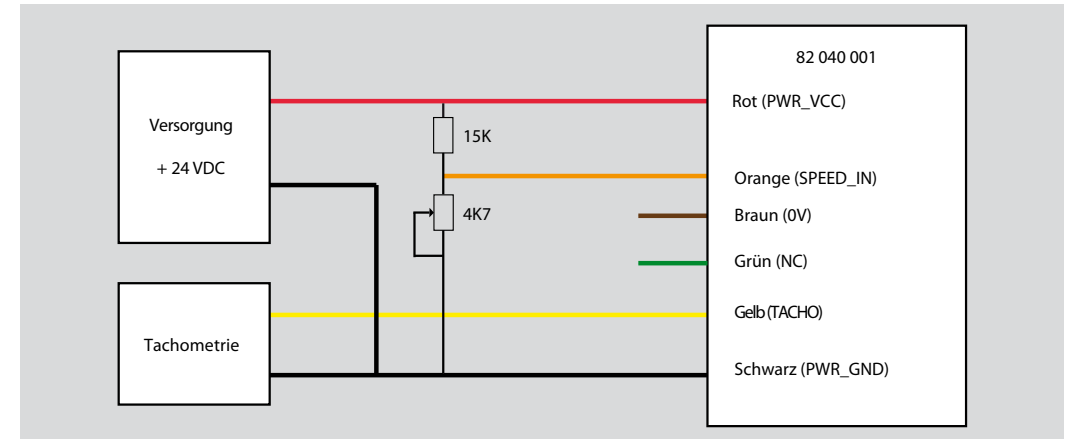 82 040 001
Rot (PWR_VCC)
Versorgung
+ 24 VDC
15K
Orange (SPEED_IN)
4K7
Braun (0V)
Grün (NC)
Gelb (TACHO)
Tachometrie
Schwarz (PWR_GND)